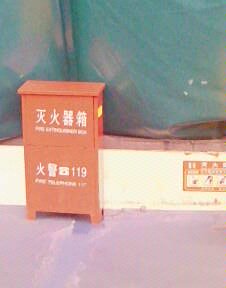 灭火器箱
FIRE EXTINGUISHER BOX
火警☎119
FIRE TELEPHONE 119